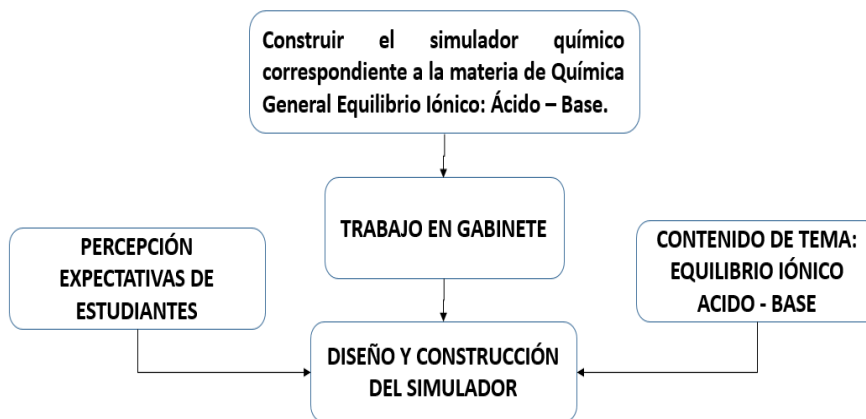 Construir el simulador químico
correspondiente a la materia de Química
General Equilibrio Iónico: Ácido – Base.
TRABAJO EN GABINETE
PERCEPCIÓN
EXPECTATIVAS DE
ESTUDIANTES
CONTENIDO DE TEMA:
EQUILIBRIO IÓNICO
ACIDO - BASE
DISEÑO Y CONSTRUCCIÓN
DEL SIMULADOR